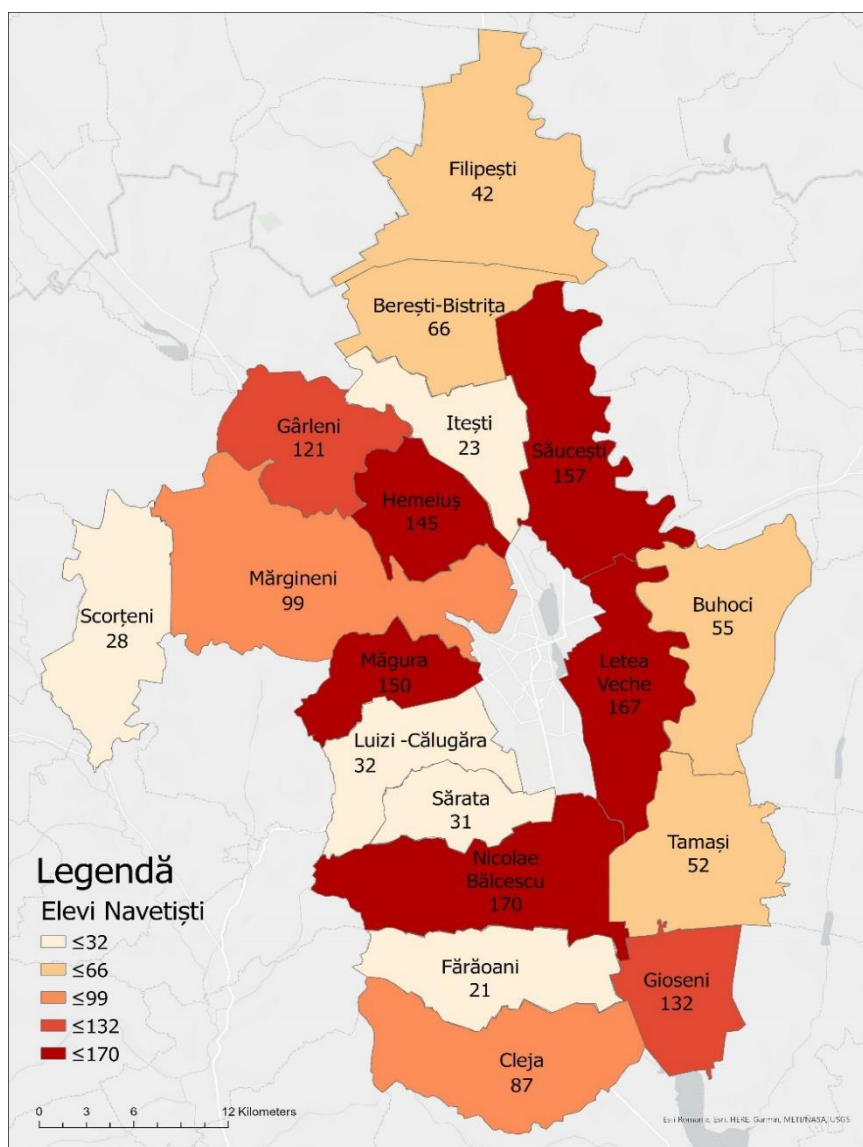 Filipești
42
Berești-Bistrița
66
Itești
23
Gârleni
121
Săucești
157
Hemeiuș
145
Mărgineni
99
Scorțeni
28
Buhoci
55
Măgura
150
Letea
Veche
167
Luizi -Călugăra
32
Sărata
31
Tamași
52
Nicolae
Bălcescu
170
Fărăoani
21
Gioseni
132
Cleja
87
Legendă
Elevi Navetiști
≤32
≤66
≤99
≤132
≤170
0 3 6 12 Kilometers
Esri Romania, Esri, HERE, Garmin, METI/NASA, USGS